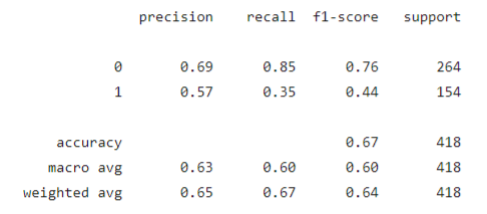 precision recall f1-score support
0 0.69 0.85 0.76 264
1 0.57 0.35 0.44 154
accuracy 0.67 418
macro avg 0.63 0.60 0.60 418
weighted avg 0.65 0.67 0.64 418